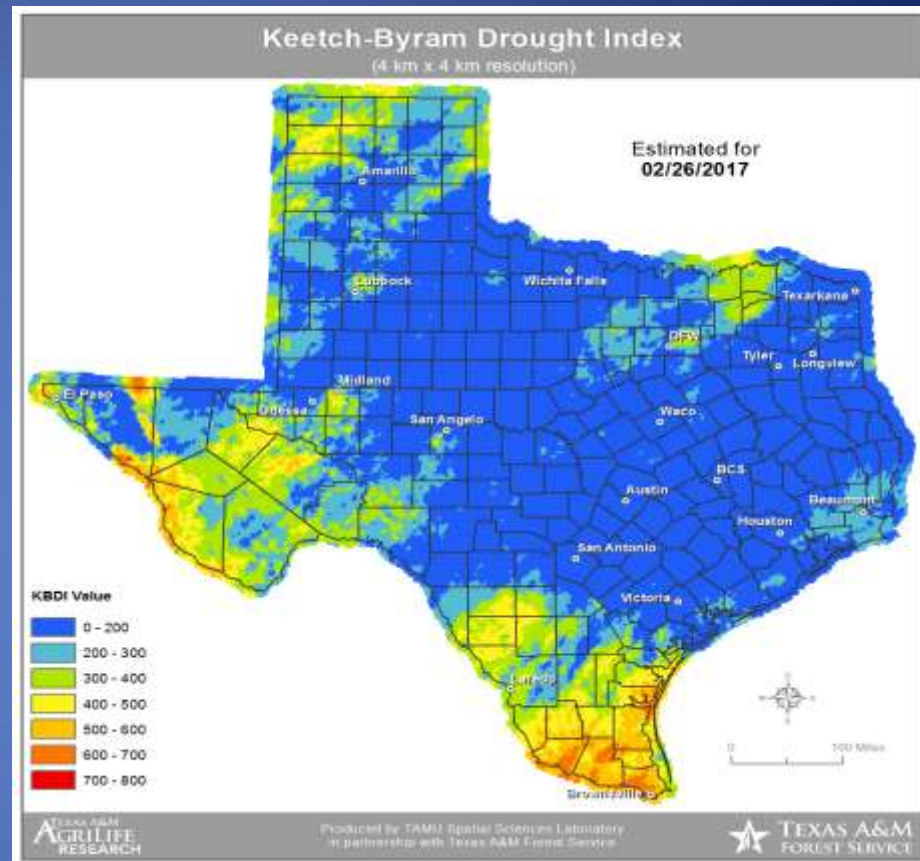 Keetch-Byram Drought Index
(4 km x 4 km resolution)
Estimated for
02/26/2017
Amarillo
Lubbock
Wichita Falls
Texarkana
DFW
Tyler
Longview
El Paso
Midland
Odessa
San Angelo
Waco
BCS
Austin
Beaumont
Houston
San Antonio
Victoria
Laredo
Brownsville
KBDI Value
0 - 200
200 - 300
300 - 400
400 - 500
500 - 600
600 - 700
700 - 800
0
100 Miles
TEXAS A&M
AGRILIFE
RESEARCH
Produced by TAMU Spatial Sciences Laboratory
in partnership with Texas A&M Forest Service
TEXAS A&M
FOREST SERVICE